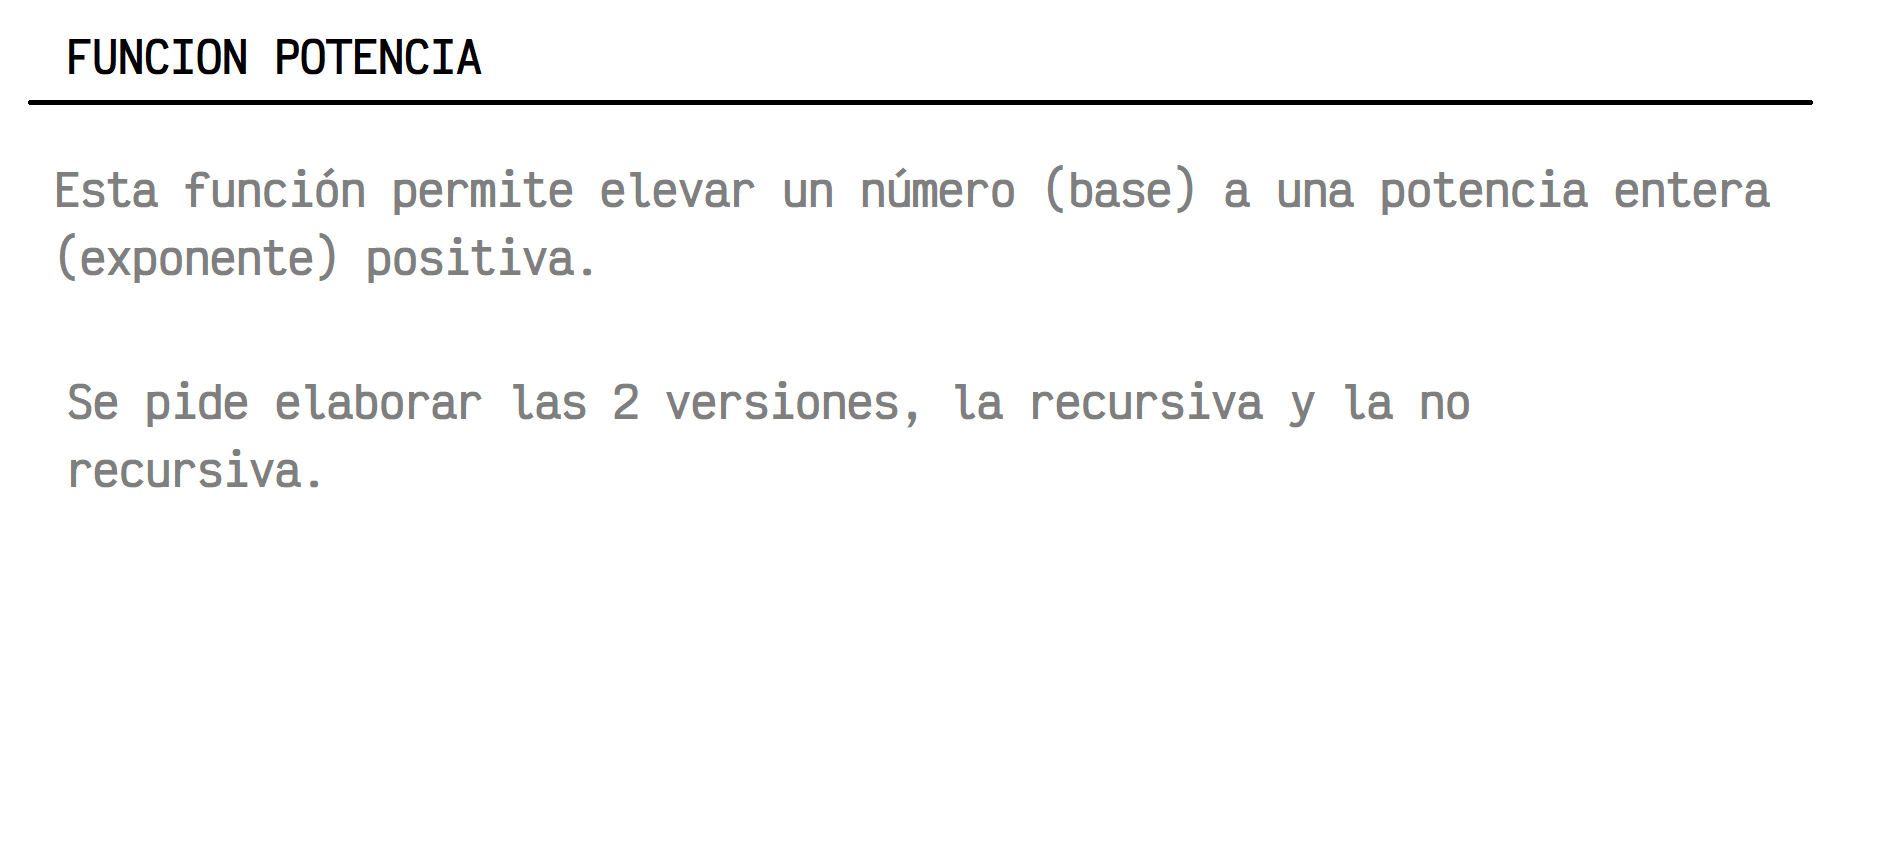 FUNCION POTENCIA
Esta función permite elevar un número (base) a una potencia entera
(exponente) positiva.
Se pide elaborar las 2 versiones, la recursiva y la no
recursiva.